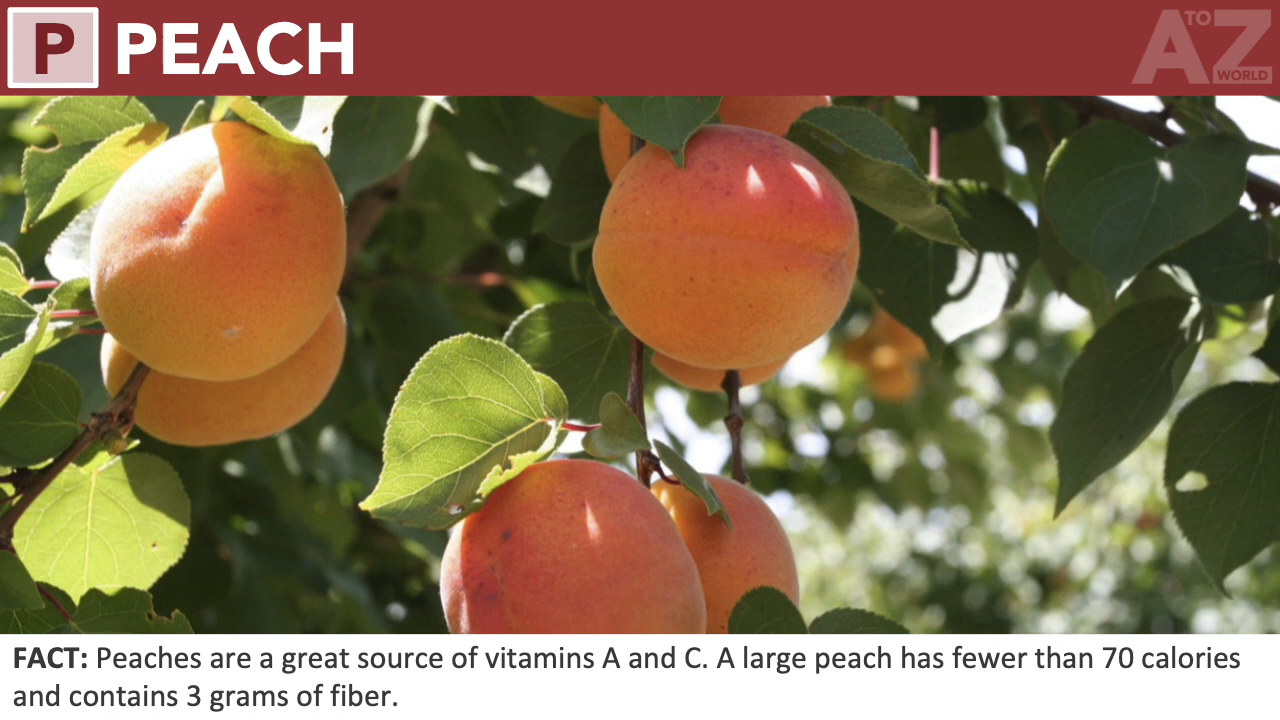 P PEACH
A TO Z
WORLD
FACT: Peaches are a great source of vitamins A and C. A large peach has fewer than 70 calories
and contains 3 grams of fiber.